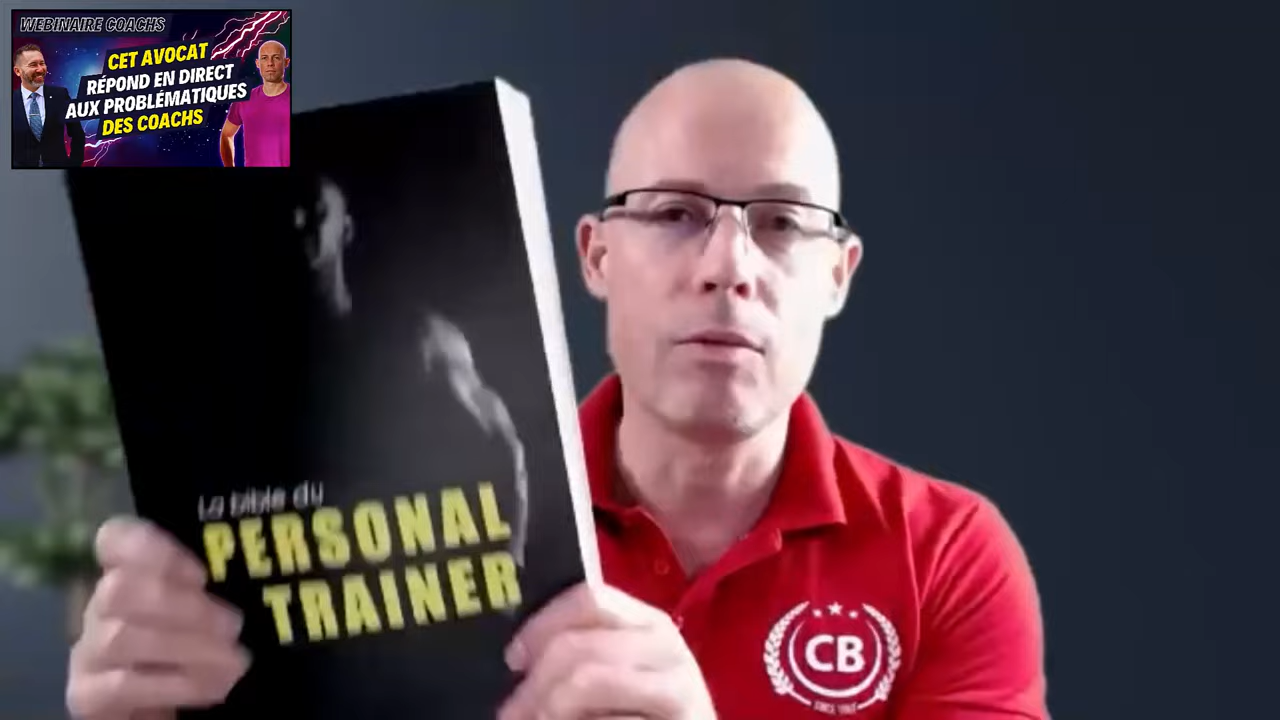 WEBINAIRE COACHS
CET AVOCAT
RÉPOND EN DIRECT
AUX PROBLÉMATIQUES
DES COACHS
La bible du
PERSONAL
TRAINER
CB